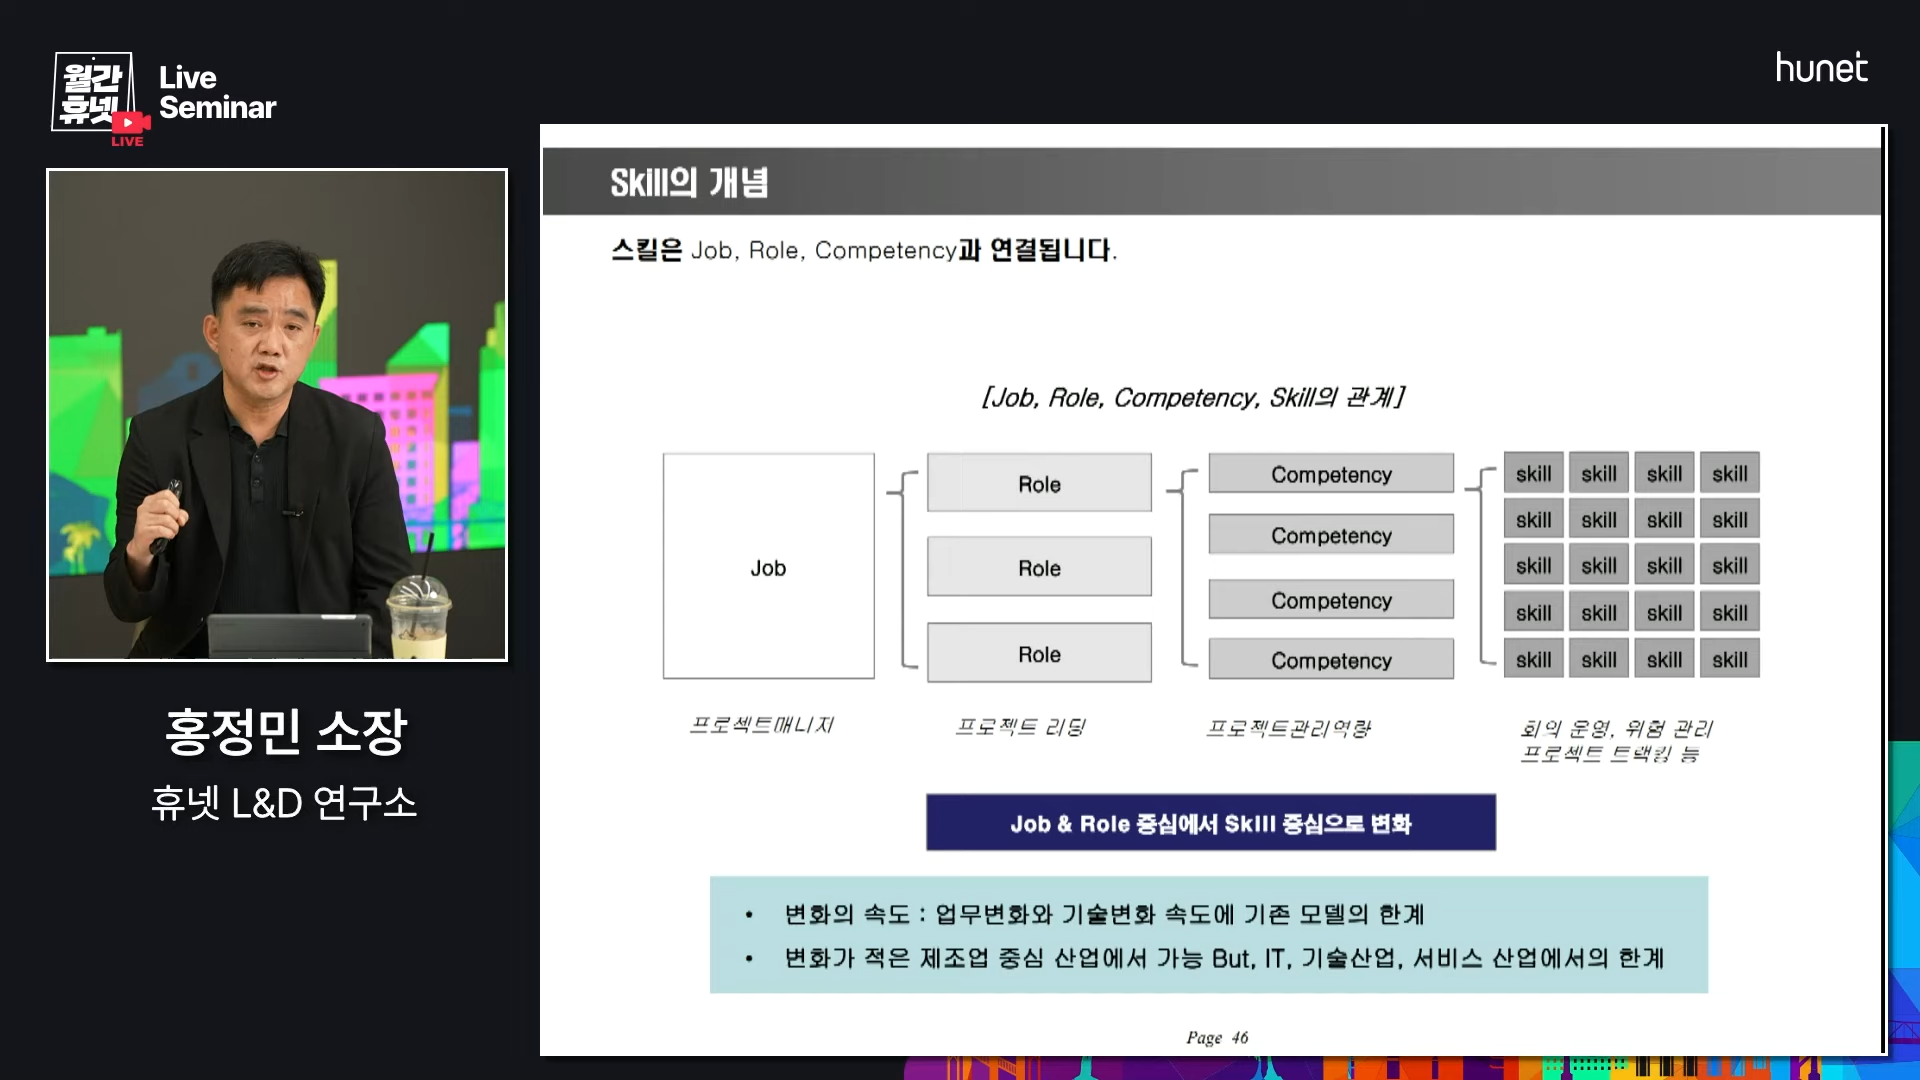 월간
휴넷
LIVE
Live
Seminar
hunet
홍정민 소장
휴넷 L&D 연구소
Skill의 개념
스킬은 Job, Role, Competency과 연결됩니다.
[Job, Role, Competency, Skill의 관계]
Job
Role
Role
Role
Competency
Competency
Competency
Competency
skill skill skill skill
skill skill skill skill
skill skill skill skill
skill skill skill skill
skill skill skill skill
프로젝트매니저
프로젝트 리딩
프로젝트관리역량
회의 운영, 위험 관리
프로젝트 트랙킹 등
Job & Role 중심에서 Skill 중심으로 변화
• 변화의 속도 : 업무변화와 기술변화 속도에 기존 모델의 한계
• 변화가 적은 제조업 중심 산업에서 가능 But, IT, 기술산업, 서비스 산업에서의 한계
Page 46